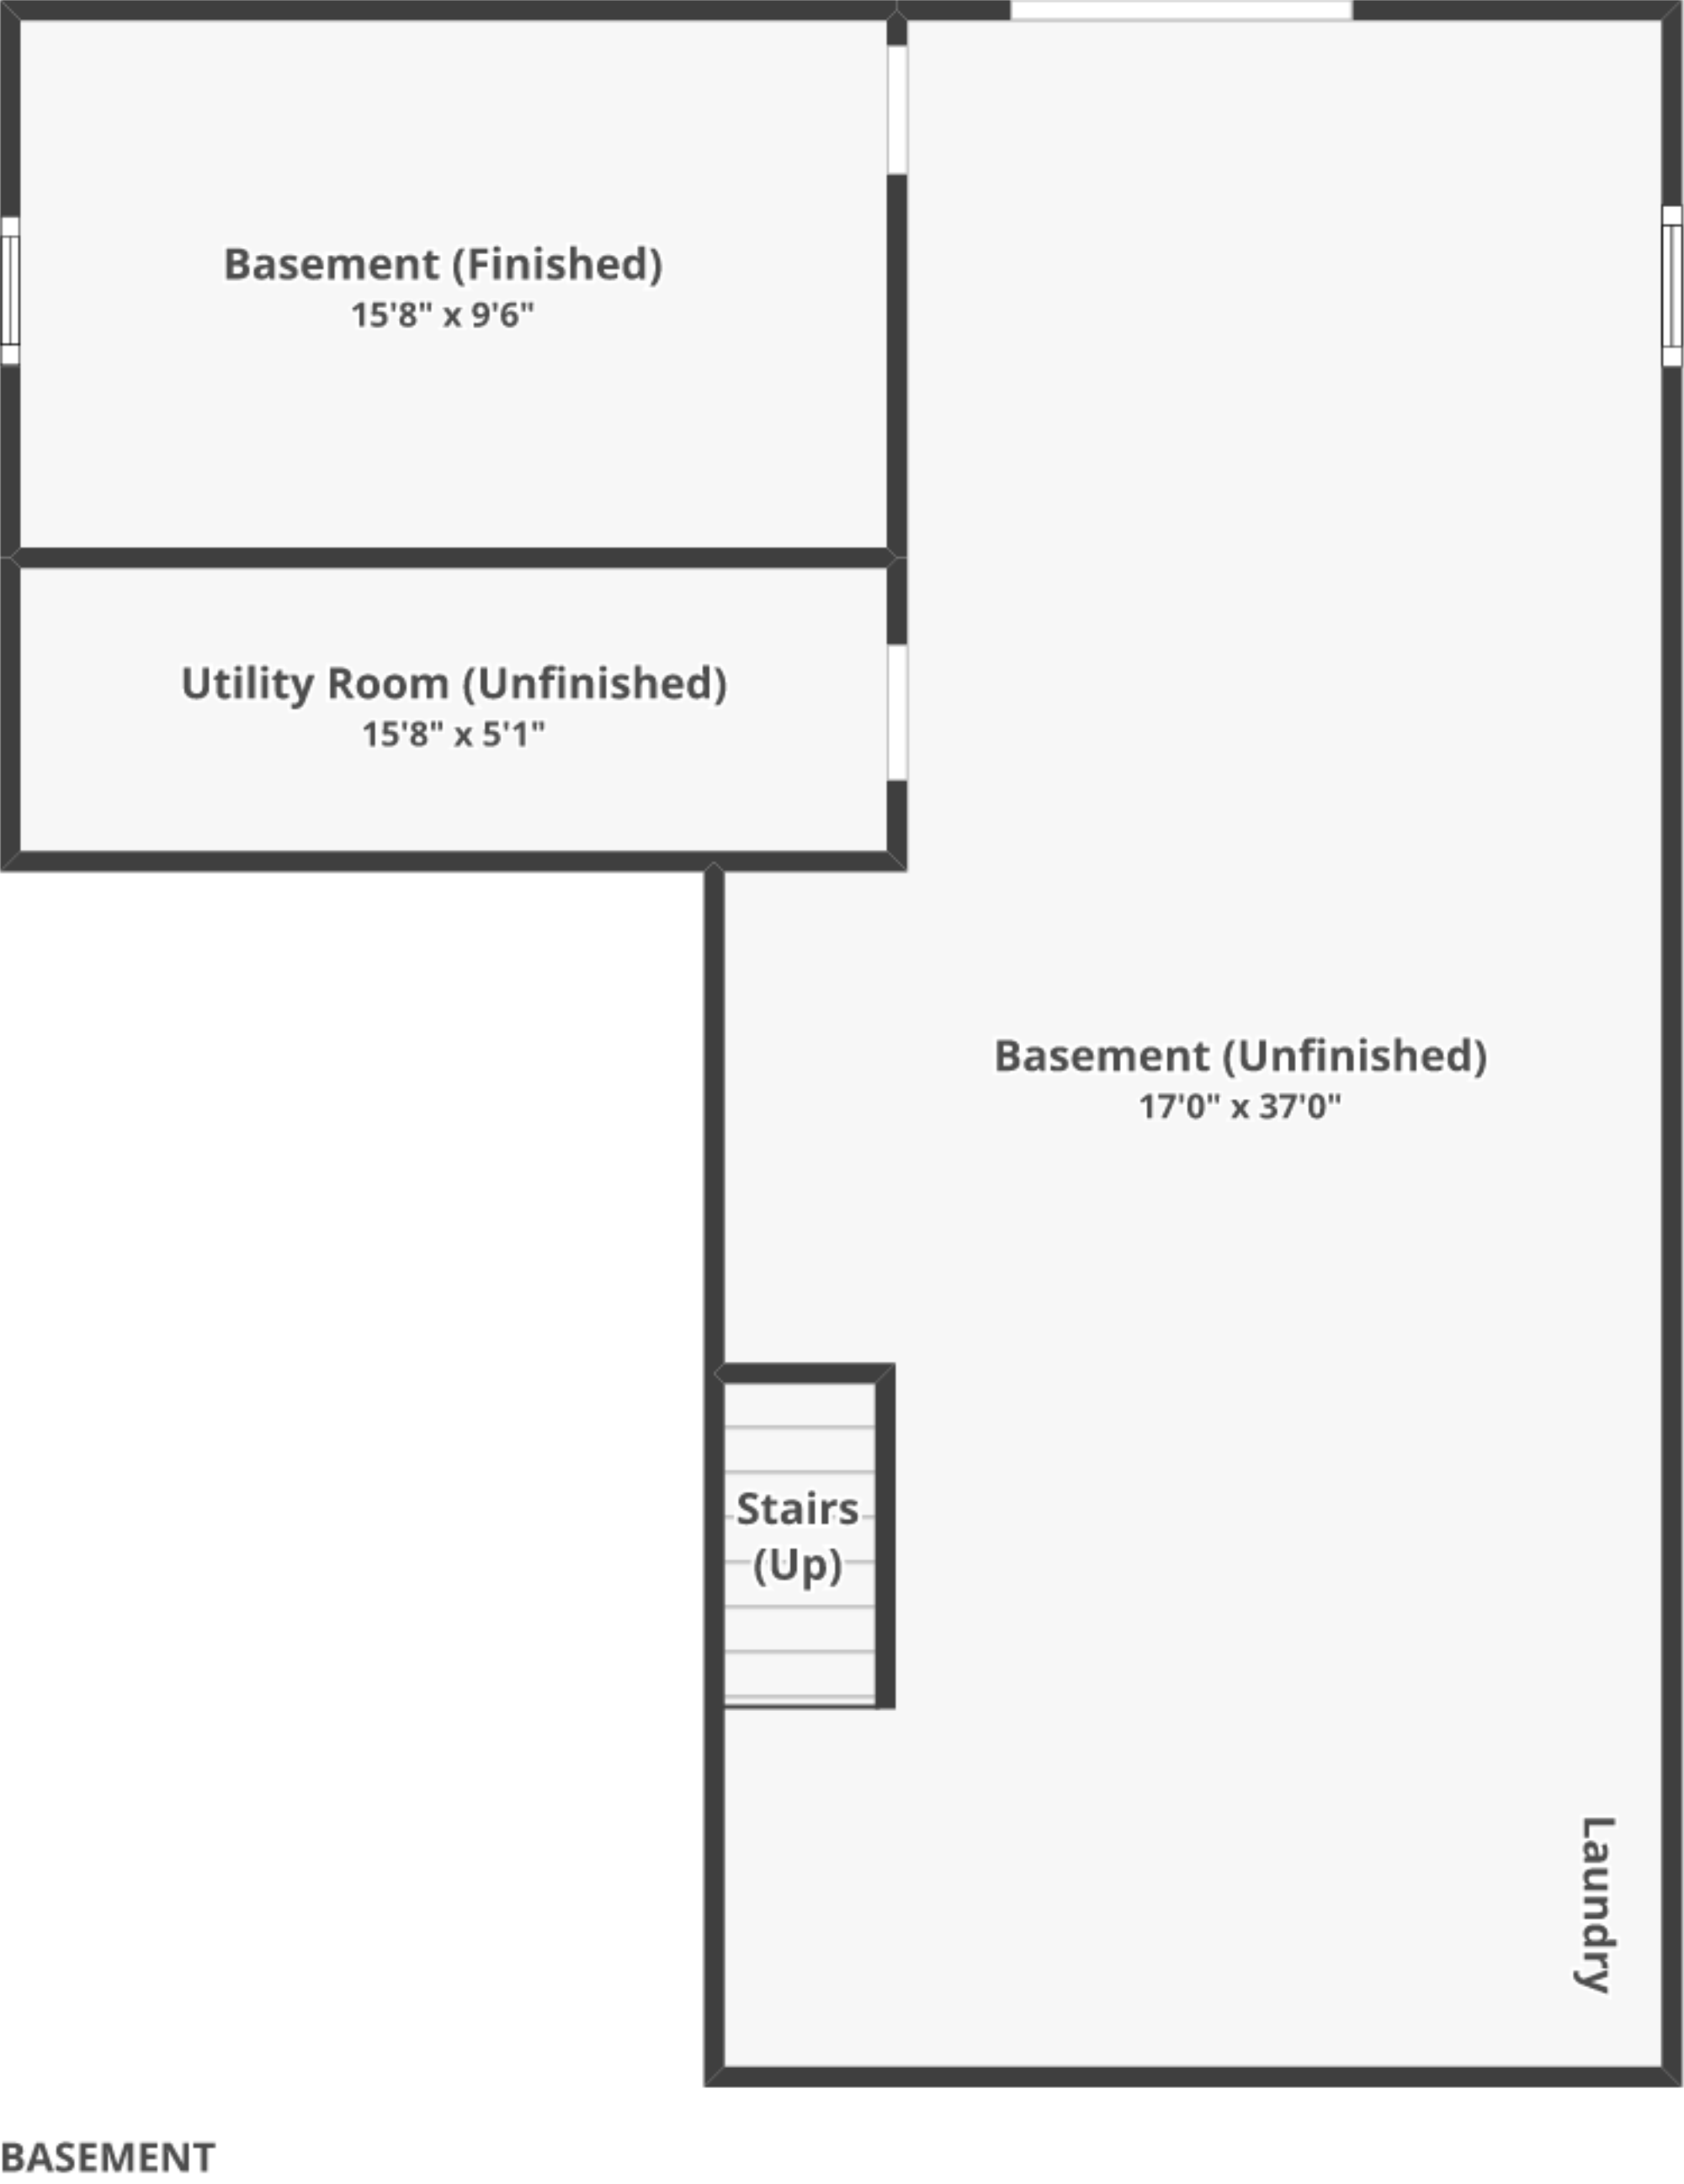 Basement (Finished)
15'8" x 9'6"
Utility Room (Unfinished)
15'8" x 5'1"
Basement (Unfinished)
17'0" x 37'0"
Stairs
(Up)
Laundry
BASEMENT